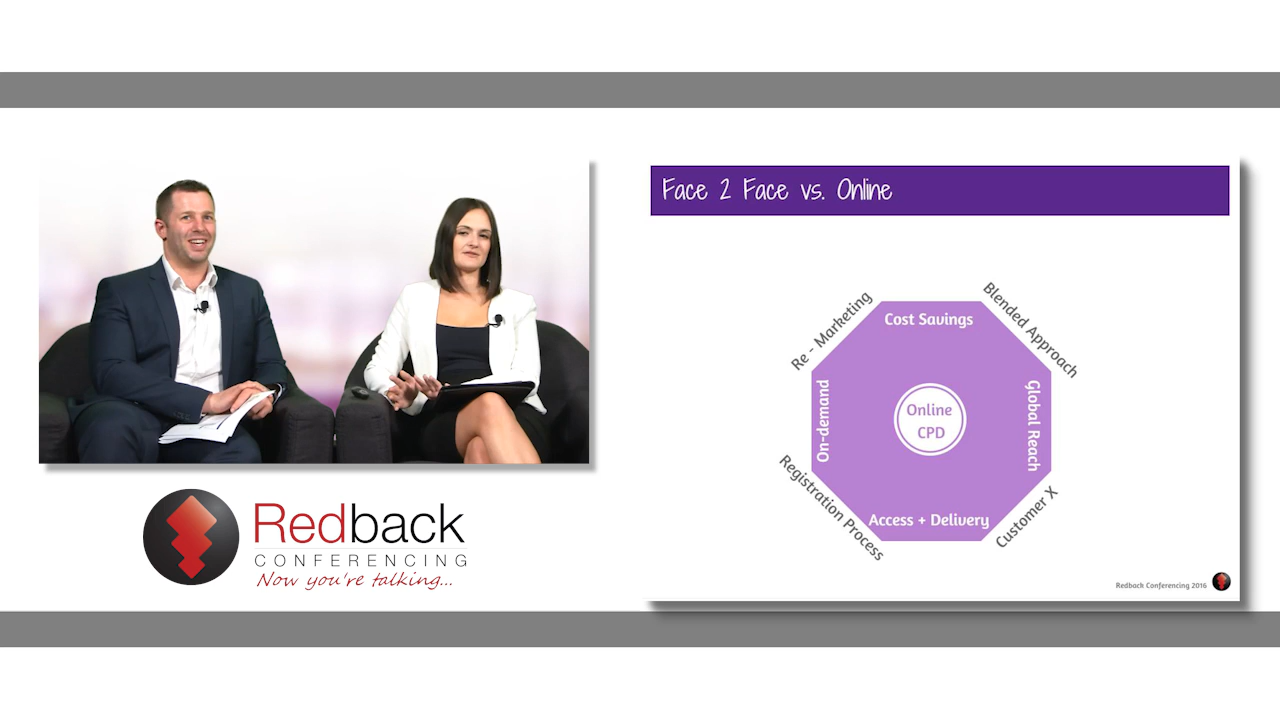 Face 2 Face vs. Online
Re - Marketing
Cost Savings
Blended Approach
On-demand
Online
CPD
Global Reach
Registration Process
Access + Delivery
Customer X
Redback Conferencing 2016
Redback
CONFERENCING
Now you're talking...